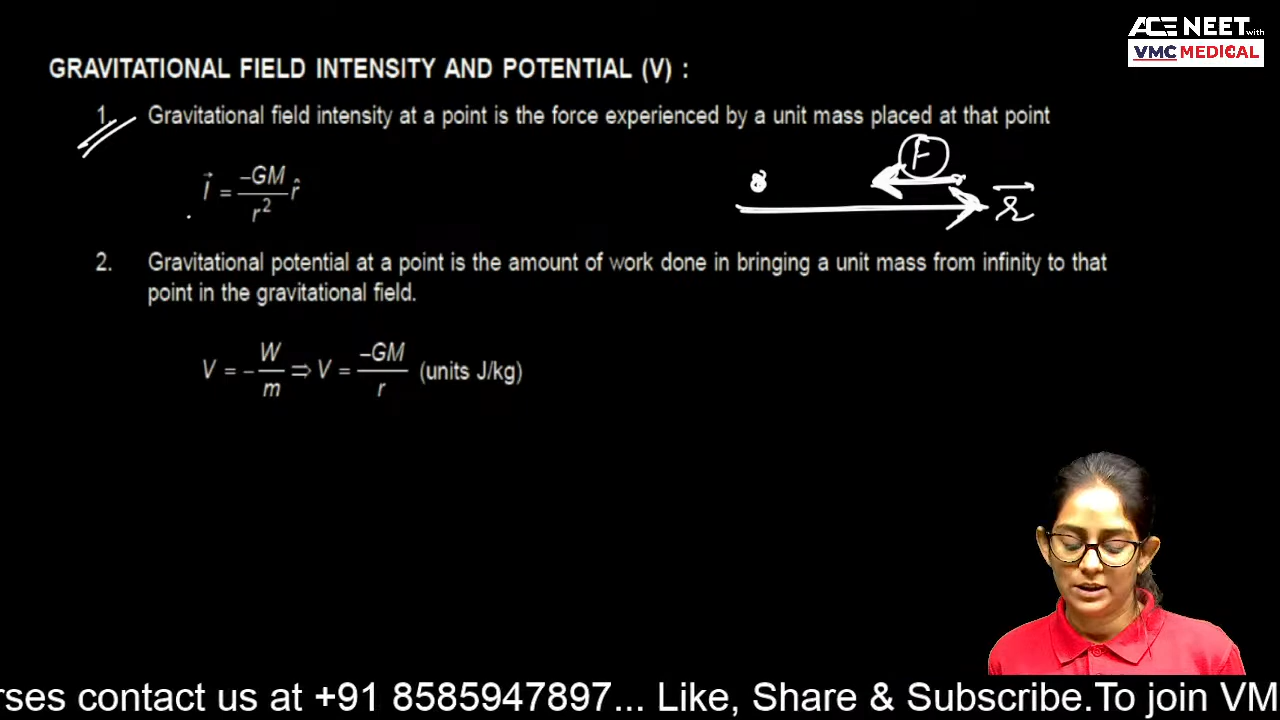 ACE NEET with
VMC MEDICAL
GRAVITATIONAL FIELD INTENSITY AND POTENTIAL (V) :
1. Gravitational field intensity at a point is the force experienced by a unit mass placed at that point
F
I⃗ = −GM/r² r̂
r⃗
2. Gravitational potential at a point is the amount of work done in bringing a unit mass from infinity to that
point in the gravitational field.
V = − W/m ⇒ V = −GM/r (units J/kg)
rses contact us at +91 8585947897... Like, Share & Subscribe.To join VM